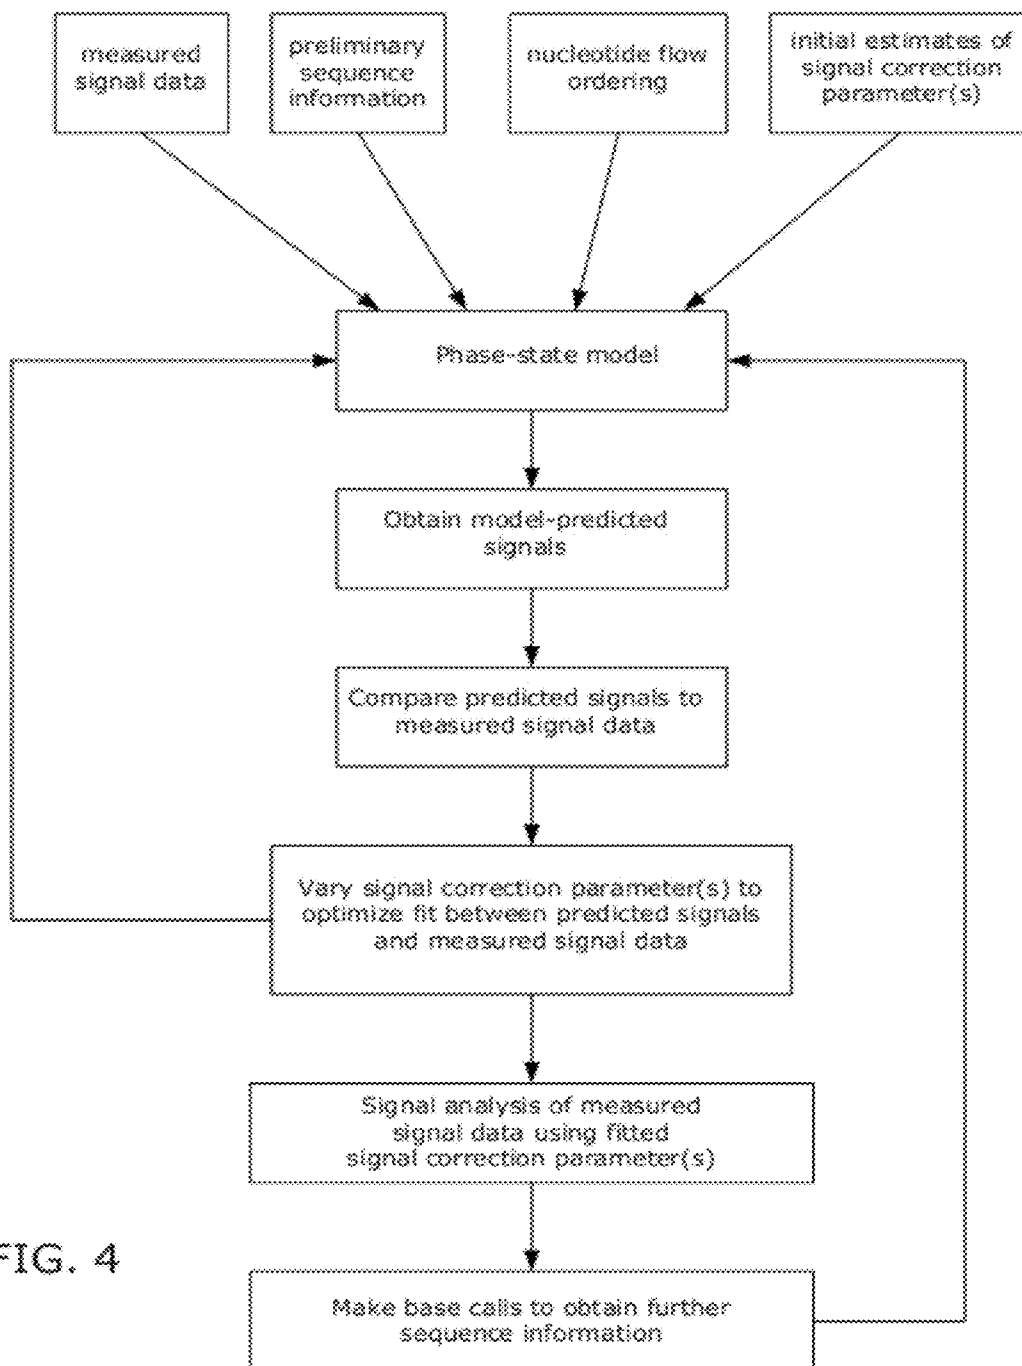 measured
signal data
preliminary
sequence
information
nucleotide flow
ordering
initial estimates of
signal correction
parameter(s)
Phase-state model
Obtain model-predicted
signals
Compare predicted signals to
measured signal data
Vary signal correction parameter(s) to
optimize fit between predicted signals
and measured signal data
Signal analysis of measured
signal data using fitted
signal correction parameter(s)
FIG. 4
Make base calls to obtain further
sequence information